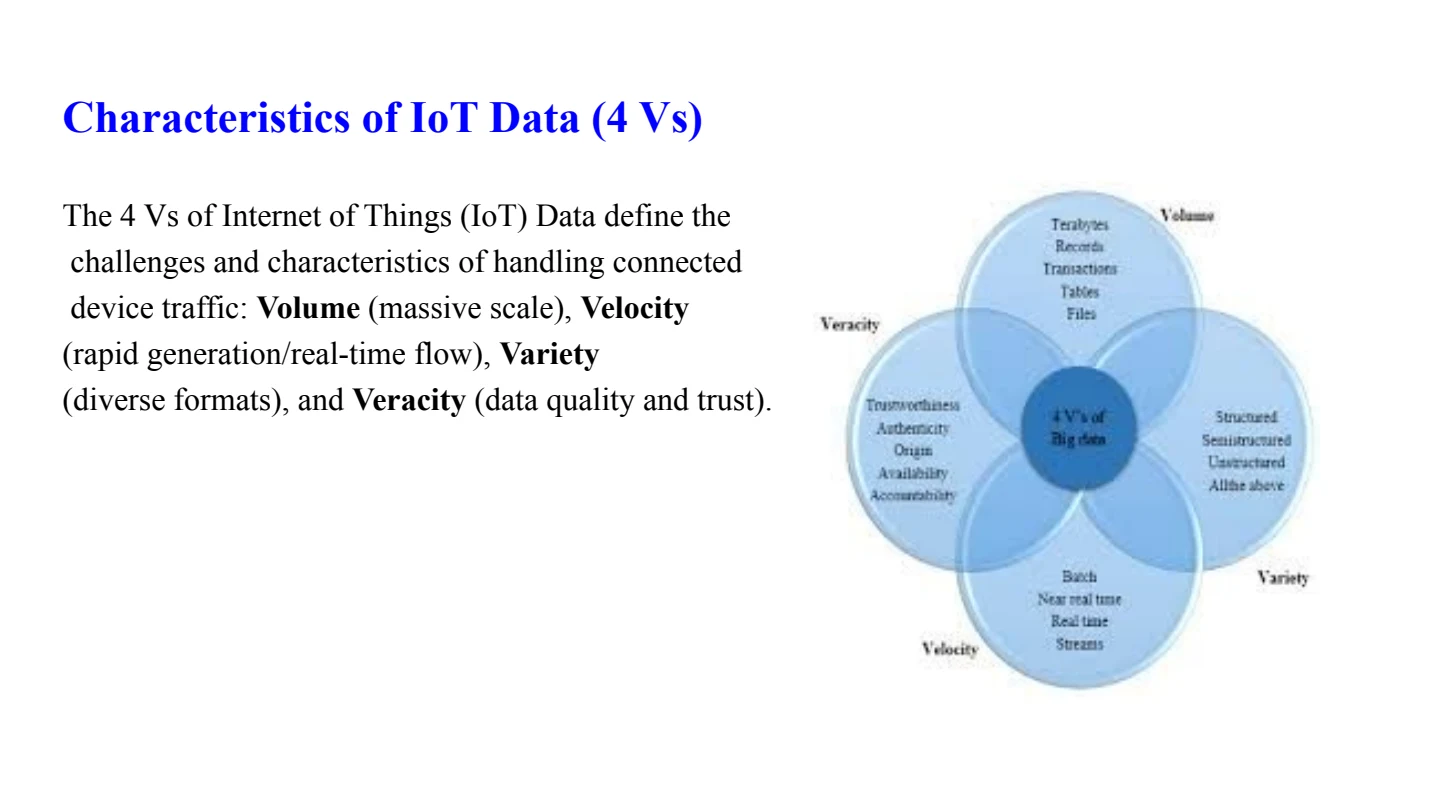 Characteristics of IoT Data (4 Vs)
The 4 Vs of Internet of Things (IoT) Data define the
challenges and characteristics of handling connected
device traffic: Volume (massive scale), Velocity
(rapid generation/real-time flow), Variety
(diverse formats), and Veracity (data quality and trust).
Volume
Terabytes
Records
Transactions
Tables
Files
Veracity
Trustworthiness
Authenticity
Origin
Availability
Accountability
4 V's of
Big data
Structured
Semistructured
Unstructured
Allthe above
Variety
Batch
Near real time
Real time
Streams
Velocity